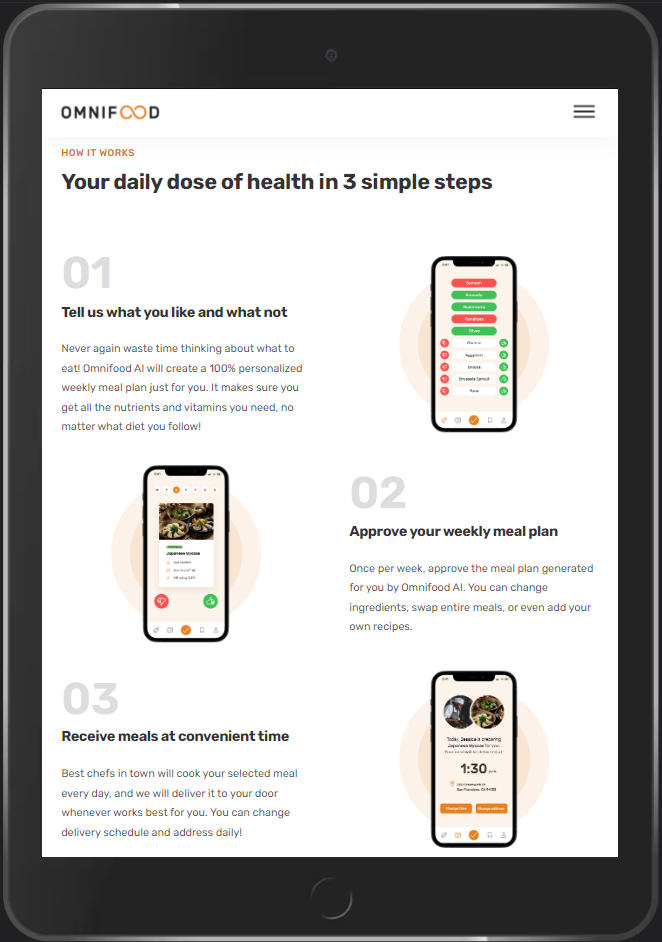 OMNIFOOD
HOW IT WORKS
Your daily dose of health in 3 simple steps
01
Tell us what you like and what not
Never again waste time thinking about what to
eat! Omnifood AI will create a 100% personalized
weekly meal plan just for you. It makes sure you
get all the nutrients and vitamins you need, no
matter what diet you follow!
Spinach
Avocado
Mushrooms
Tomatoes
Olives
Eggplant
Onions
Brussels Sprout
02
Approve your weekly meal plan
Once per week, approve the meal plan generated
for you by Omnifood AI. You can change
ingredients, swap entire meals, or even add your
own recipes.
Japanese Gyozas
03
Receive meals at convenient time
Best chefs in town will cook your selected meal
every day, and we will deliver it to your door
whenever works best for you. You can change
delivery schedule and address daily!
Today, Jessica is preparing
Japanese Gyozas for you.
1:30 p.m.
San Francisco, CA 94103
Change time
Change address